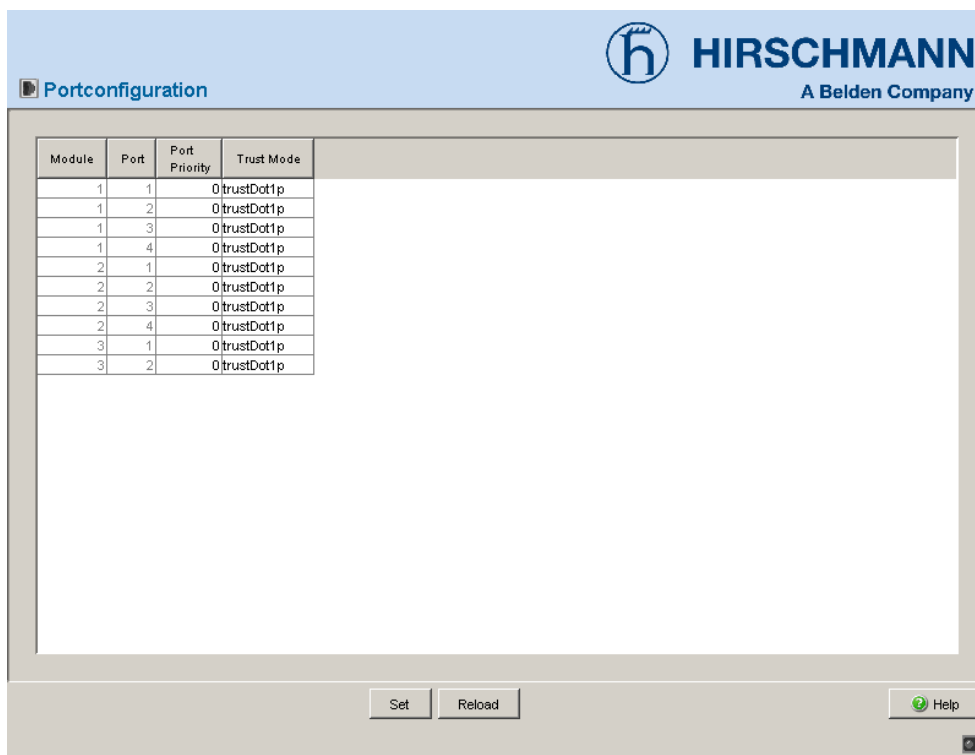 HIRSCHMANN
Portconfiguration
A Belden Company
Module Port Port Priority Trust Mode
1 1 0 trustDot1p
1 2 0 trustDot1p
1 3 0 trustDot1p
1 4 0 trustDot1p
2 1 0 trustDot1p
2 2 0 trustDot1p
2 3 0 trustDot1p
2 4 0 trustDot1p
3 1 0 trustDot1p
3 2 0 trustDot1p
Set Reload Help